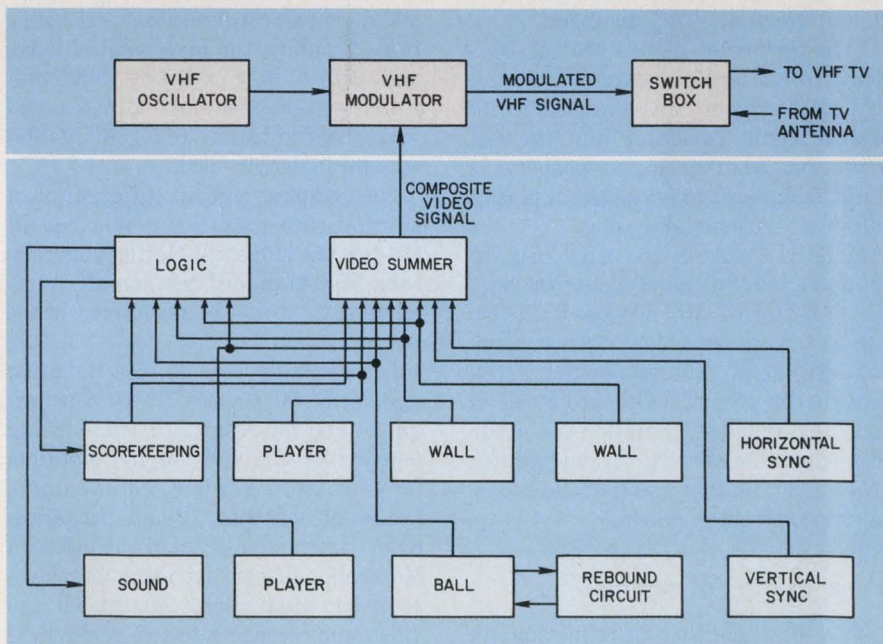 VHF
OSCILLATOR
VHF
MODULATOR
MODULATED
VHF SIGNAL
SWITCH
BOX
TO VHF TV
FROM TV
ANTENNA
COMPOSITE
VIDEO
SIGNAL
LOGIC
VIDEO SUMMER
SCOREKEEPING
PLAYER
WALL
WALL
HORIZONTAL
SYNC
SOUND
PLAYER
BALL
REBOUND
CIRCUIT
VERTICAL
SYNC